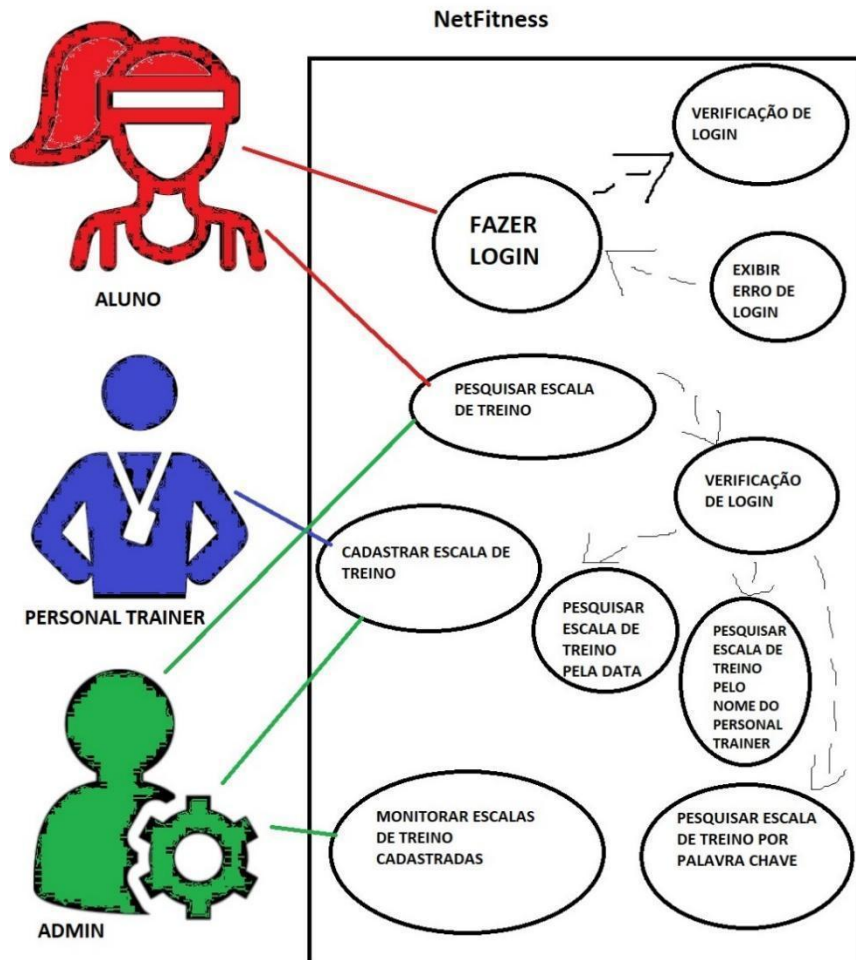 NetFitness
VERIFICAÇÃO DE
LOGIN
FAZER
LOGIN
EXIBIR
ERRO DE
LOGIN
ALUNO
PESQUISAR ESCALA
DE TREINO
VERIFICAÇÃO
DE LOGIN
CADASTRAR ESCALA DE
TREINO
PERSONAL TRAINER
PESQUISAR
ESCALA DE
TREINO
PELA DATA
PESQUISAR
ESCALA DE
TREINO
PELO
NOME DO
PERSONAL
TRAINER
MONITORAR ESCALAS
DE TREINO
CADASTRADAS
PESQUISAR ESCALA
DE TREINO POR
PALAVRA CHAVE
ADMIN